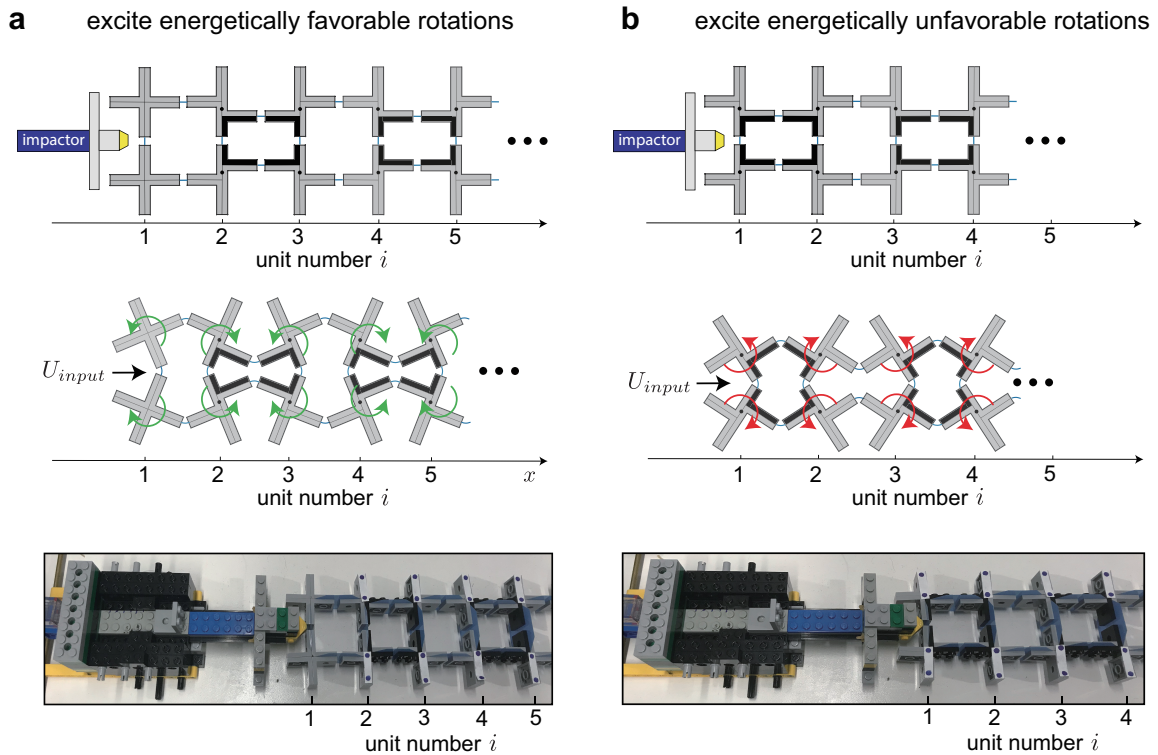 a excite energetically favorable rotations
impactor
1 2 3 4 5
unit number i
U_input
1 2 3 4 5 x
unit number i
1 2 3 4 5
unit number i
b excite energetically unfavorable rotations
impactor
1 2 3 4 5
unit number i
U_input
1 2 3 4 5
unit number i
1 2 3 4
unit number i